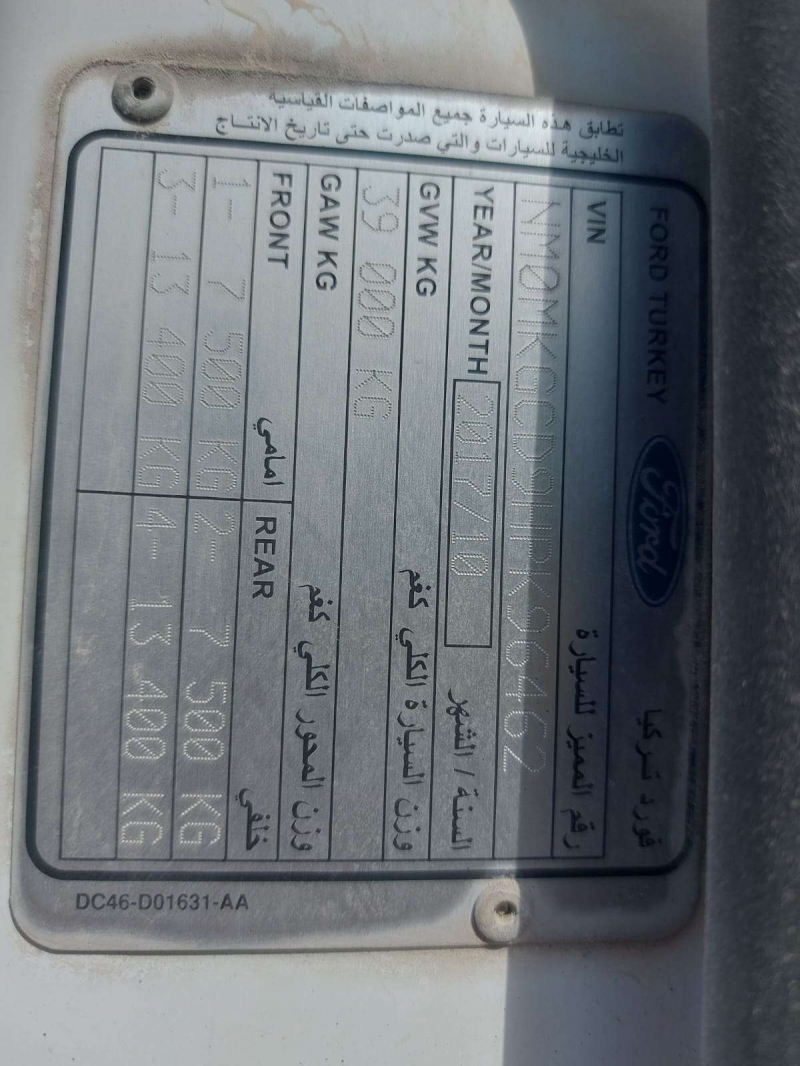 تطابق هذه السيارة جميع المواصفات القياسية
الخليجية للسيارات والتي صدرت حتى تاريخ الانتاج
FORD TURKEY Ford فورد تركيا
VIN رقم المميز للسيارة
NM0MKGCD9HPK96462
YEAR/MONTH 2017/10 السنة / الشهر
GVW KG وزن السيارة الكلي كغم
39 000 KG
GAW KG وزن المحور الكلي كغم
FRONT امامي REAR خلفي
1- 7 500 KG 2- 7 500 KG
3- 13 400 KG 4- 13 400 KG
DC46-D01631-AA